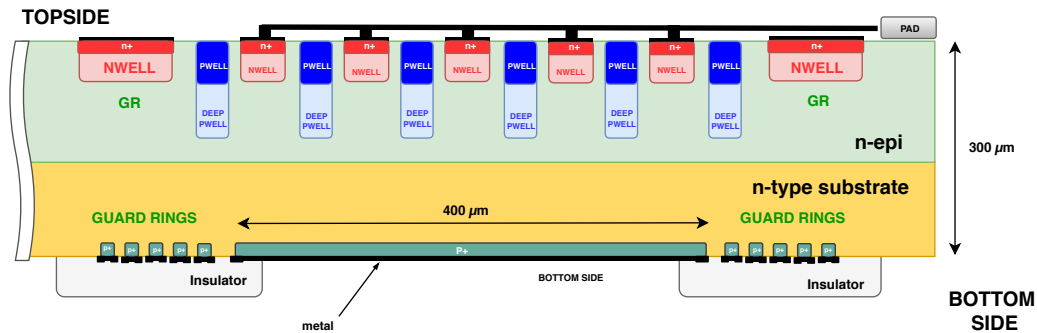 TOPSIDE
PAD
n+
n+
n+
n+
n+
n+
n+
NWELL
PWELL
NWELL
PWELL
NWELL
PWELL
NWELL
PWELL
NWELL
PWELL
NWELL
PWELL
NWELL
GR
GR
DEEP
PWELL
DEEP
PWELL
DEEP
PWELL
DEEP
PWELL
DEEP
PWELL
DEEP
PWELL
n-epi
300 µm
n-type substrate
400 µm
GUARD RINGS
GUARD RINGS
p+
p+
p+
p+
p+
P+
p+
p+
p+
p+
p+
Insulator
BOTTOM SIDE
Insulator
metal
BOTTOM
SIDE